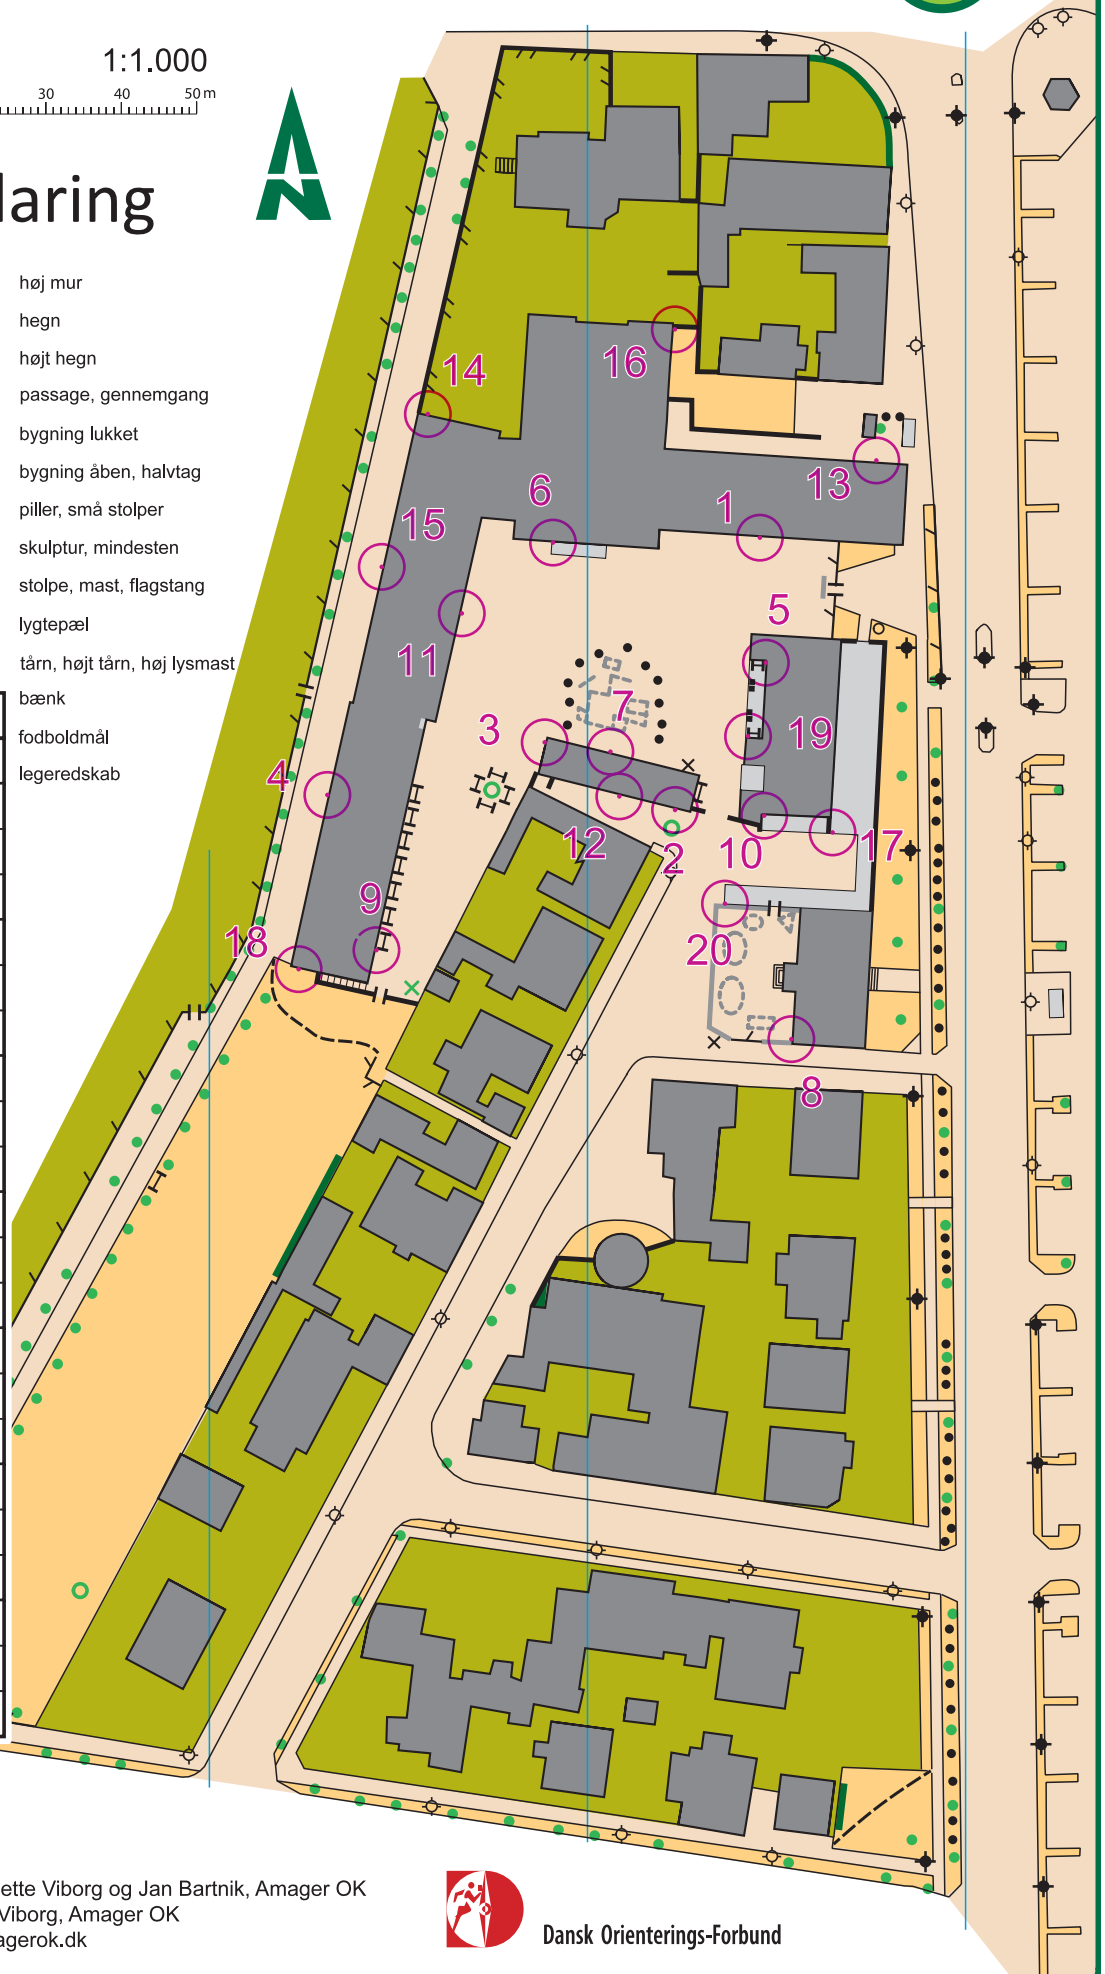 1:1.000
30 40 50 m
laring
høj mur
hegn
højt hegn
passage, gennemgang
bygning lukket
bygning åben, halvtag
piller, små stolper
skulptur, mindesten
stolpe, mast, flagstang
lygtepæl
tårn, højt tårn, høj lysmast
bænk
fodboldmål
legeredskab
16
14
13
6
1
15
5
11
7
3
19
4
12
2
10
17
9
18
20
8
ette Viborg og Jan Bartnik, Amager OK
Viborg, Amager OK
agerok.dk
Dansk Orienterings-Forbund